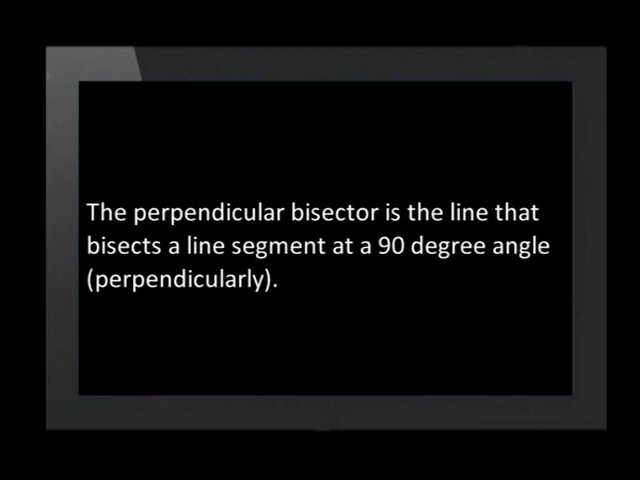 The perpendicular bisector is the line that
bisects a line segment at a 90 degree angle
(perpendicularly).